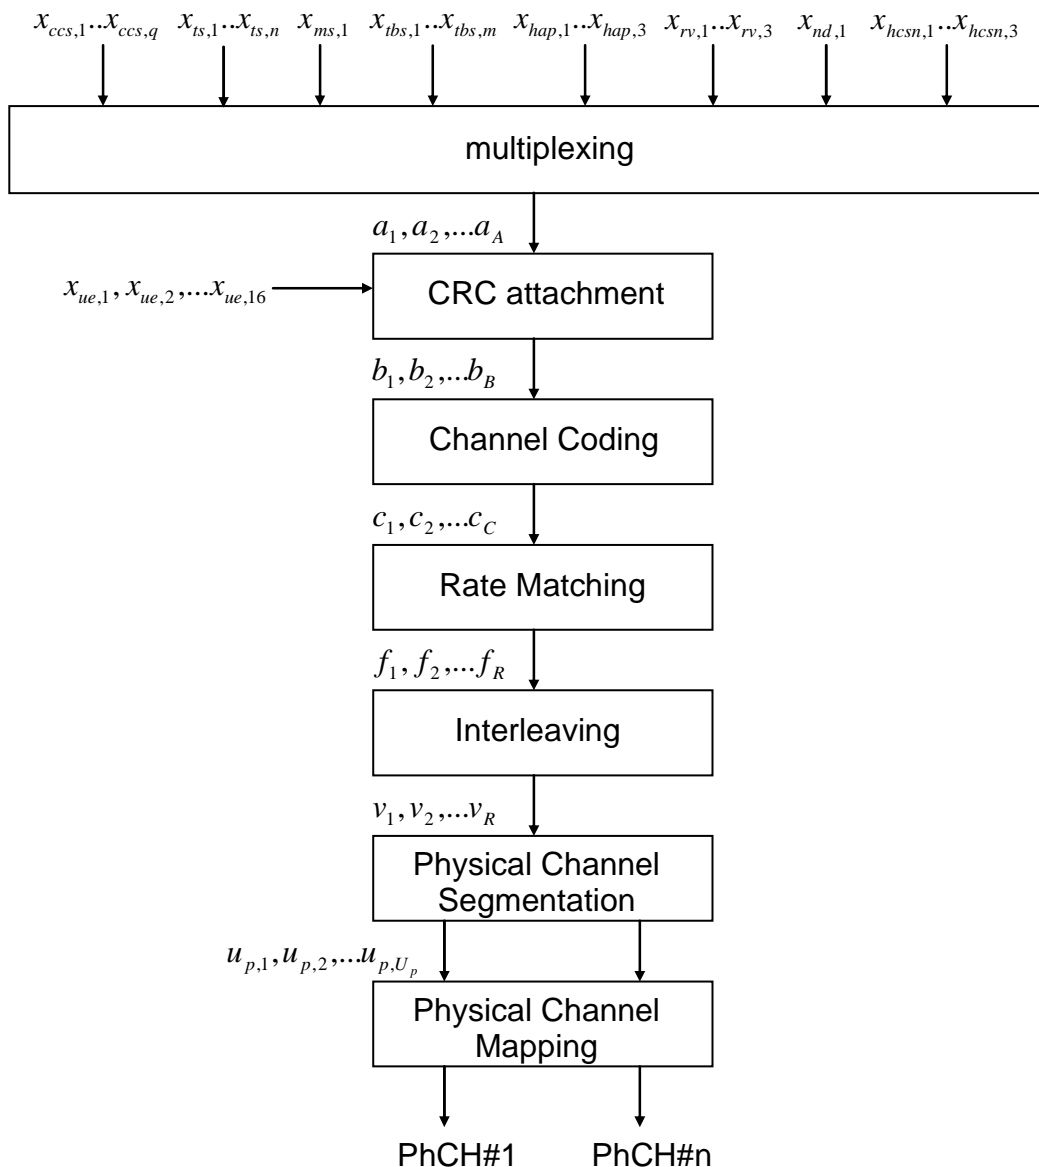 x_{ccs,1}..x_{ccs,q} x_{ts,1}..x_{ts,n} x_{ms,1} x_{tbs,1}..x_{tbs,m} x_{hap,1}..x_{hap,3} x_{rv,1}..x_{rv,3} x_{nd,1} x_{hcsn,1}..x_{hcsn,3}
multiplexing
a_1, a_2,...a_A
x_{ue,1}, x_{ue,2},...x_{ue,16}
CRC attachment
b_1, b_2,...b_B
Channel Coding
c_1, c_2,...c_C
Rate Matching
f_1, f_2,...f_R
Interleaving
v_1, v_2,...v_R
Physical Channel
Segmentation
u_{p,1}, u_{p,2},...u_{p,U_p}
Physical Channel
Mapping
PhCH#1 PhCH#n